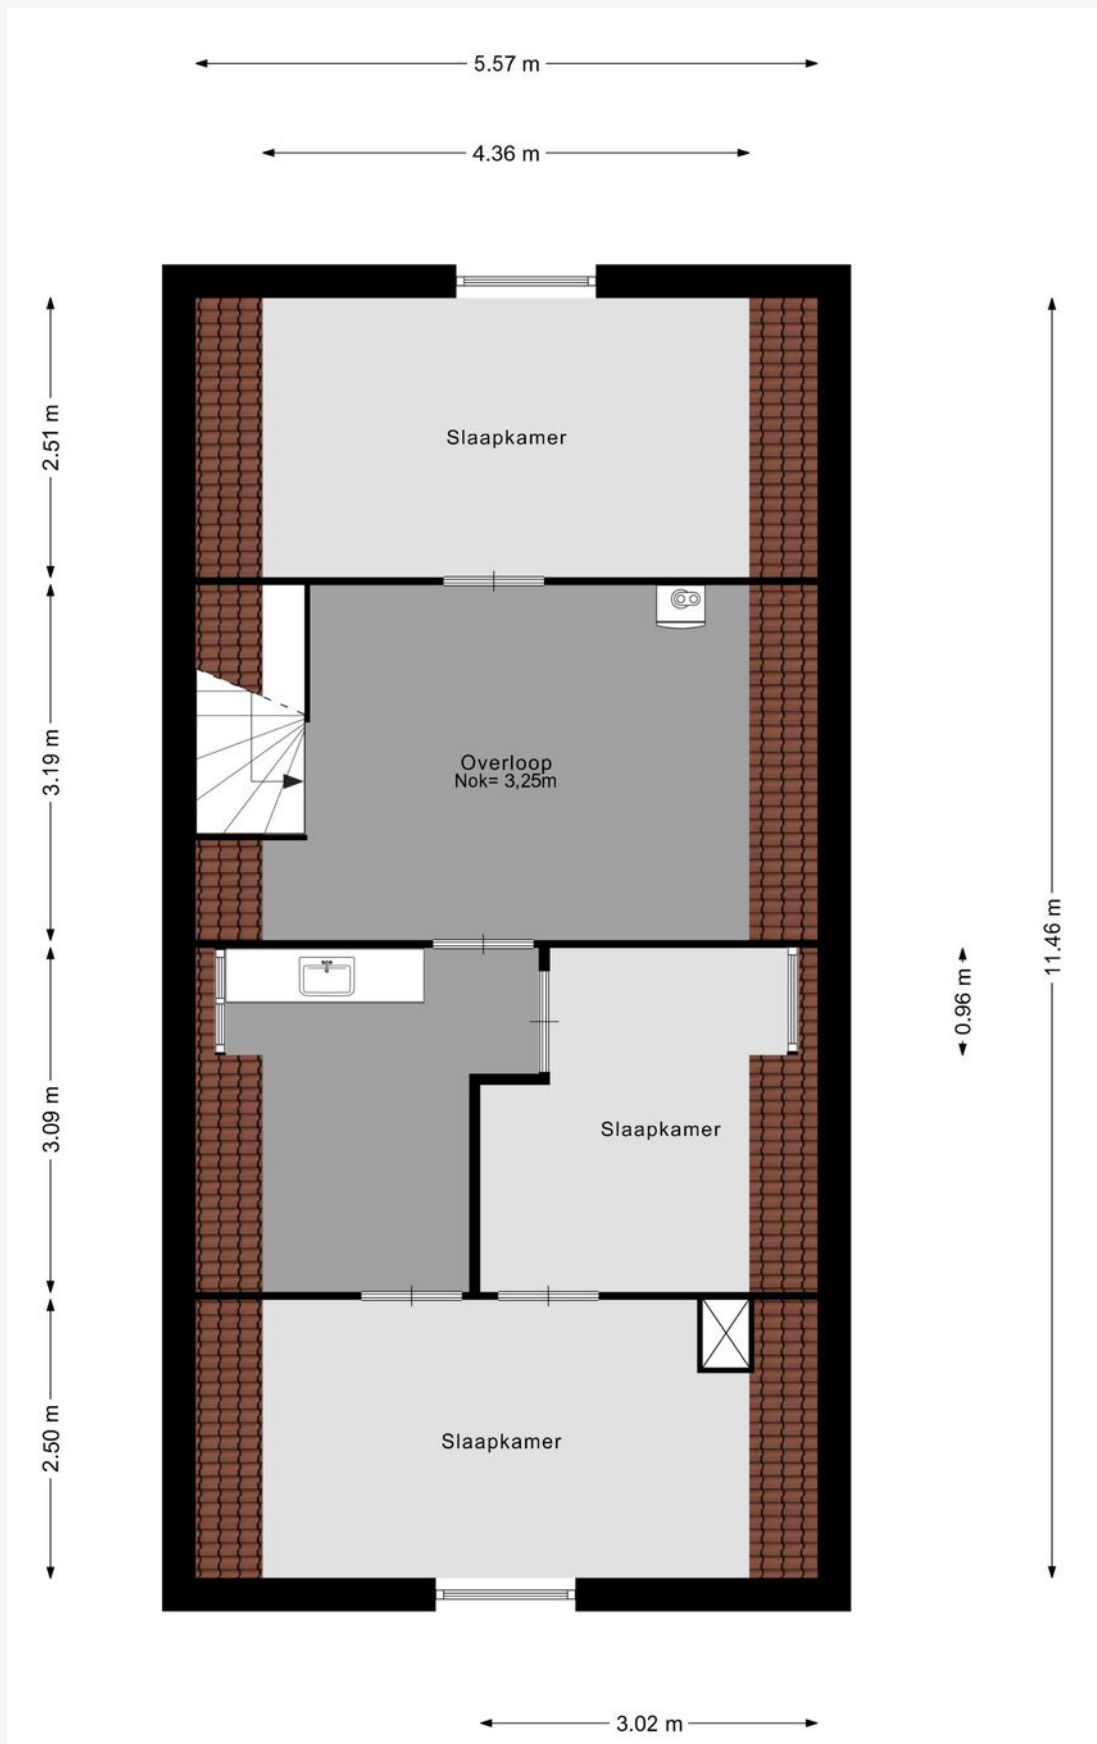 5.57 m
4.36 m
2.51 m
Slaapkamer
3.19 m
Overloop
Nok= 3,25m
11.46 m
0.96 m
3.09 m
Slaapkamer
2.50 m
Slaapkamer
3.02 m